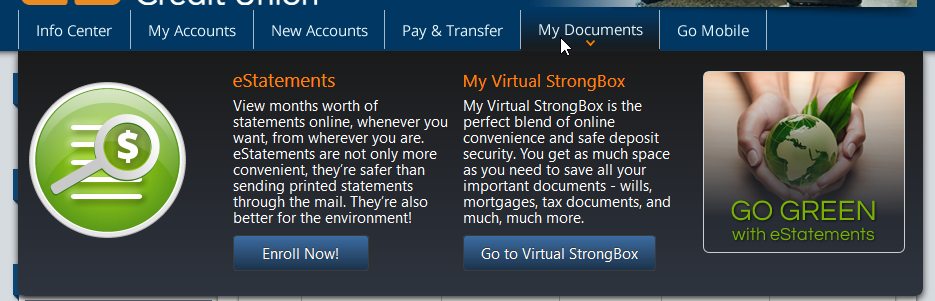 Credit Union
Info Center
My Accounts
New Accounts
Pay & Transfer
My Documents
Go Mobile
$
eStatements
View months worth of
statements online, whenever you
want, from wherever you are.
eStatements are not only more
convenient, they're safer than
sending printed statements
through the mail. They're also
better for the environment!
Enroll Now!
My Virtual StrongBox
My Virtual StrongBox is the
perfect blend of online
convenience and safe deposit
security. You get as much space
as you need to save all your
important documents - wills,
mortgages, tax documents, and
much, much more.
Go to Virtual StrongBox
GO GREEN
with eStatements